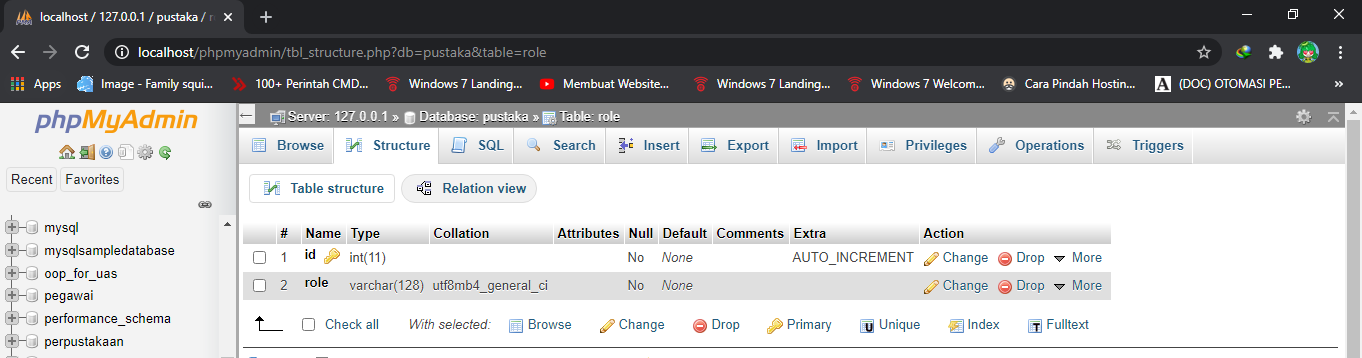 localhost / 127.0.0.1 / pustaka / r
localhost/phpmyadmin/tbl_structure.php?db=pustaka&table=role
Apps Image - Family squi... 100+ Perintah CMD... Windows 7 Landing... Membuat Website... Windows 7 Landing... Windows 7 Welcom... Cara Pindah Hostin... A (DOC) OTOMASI PE... »
phpMyAdmin
Recent Favorites
mysql
mysqlsampledatabase
oop_for_uas
pegawai
performance_schema
perpustakaan
Server: 127.0.0.1 » Database: pustaka » Table: role
Browse Structure SQL Search Insert Export Import Privileges Operations Triggers
Table structure Relation view
# Name Type Collation Attributes Null Default Comments Extra Action
1 id int(11) No None AUTO_INCREMENT Change Drop More
2 role varchar(128) utf8mb4_general_ci No None Change Drop More
Check all With selected: Browse Change Drop Primary U Unique Index T Fulltext